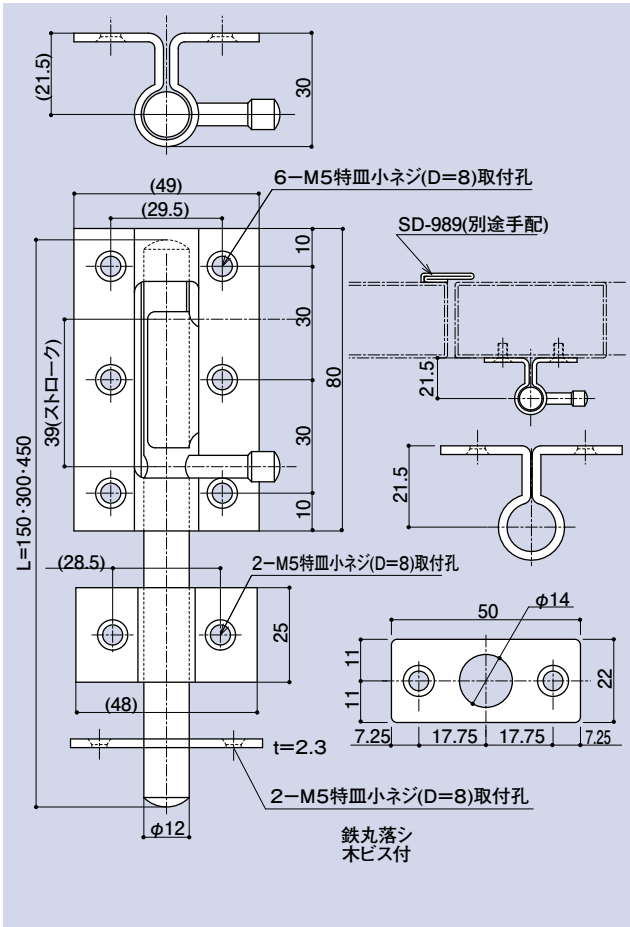 (21.5)
30
6-M5特皿小ネジ(D=8)取付孔
(49)
(29.5)
SD-989(別途手配)
10
30
39(ストローク)
80
21.5
30
10
L=150・300・450
21.5
(28.5)
2-M5特皿小ネジ(D=8)取付孔
25
(48)
φ14
50
11
11
22
7.25
17.75
17.75
7.25
t=2.3
2-M5特皿小ネジ(D=8)取付孔
φ12
鉄丸落シ
木ビス付